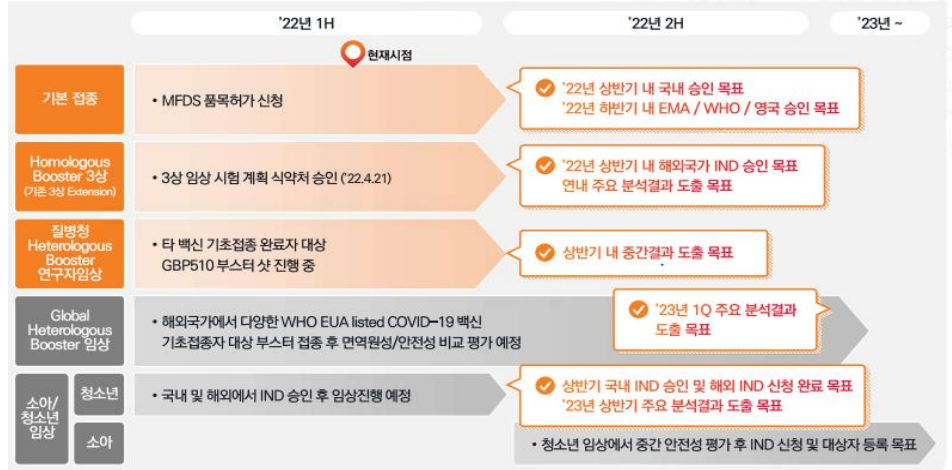 '22년 1H
'22년 2H
'23년 ~
현재시점
기본 접종
• MFDS 품목허가 신청
'22년 상반기 내 국내 승인 목표
'22년 하반기 내 EMA / WHO / 영국 승인 목표
Homologous
Booster 3상
(기존 3상 Extension)
• 3상 임상 시험 계획 식약처 승인 ('22.4.21)
'22년 상반기 내 해외국가 IND 승인 목표
연내 주요 분석결과 도출 목표
질병청
Heterologous
Booster
연구자임상
• 타 백신 기초접종 완료자 대상
GBP510 부스터 샷 진행 중
상반기 내 중간결과 도출 목표
Global
Heterologous
Booster 임상
• 해외국가에서 다양한 WHO EUA listed COVID-19 백신
기초접종자 대상 부스터 접종 후 면역원성/안전성 비교 평가 예정
'23년 1Q 주요 분석결과
도출 목표
소아/
청소년
임상
청소년
• 국내 및 해외에서 IND 승인 후 임상진행 예정
상반기 국내 IND 승인 및 해외 IND 신청 완료 목표
'23년 상반기 주요 분석결과 도출 목표
소아
• 청소년 임상에서 중간 안전성 평가 후 IND 신청 및 대상자 등록 목표